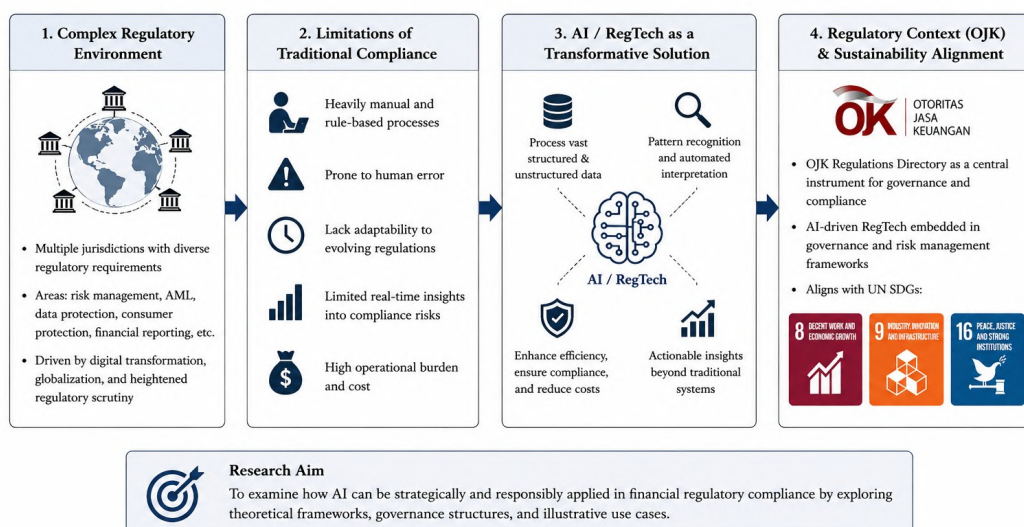 1. Complex Regulatory
Environment
Multiple jurisdictions with diverse
regulatory requirements
Areas: risk management, AML,
data protection, consumer
protection, financial reporting, etc.
Driven by digital transformation,
globalization, and heightened
regulatory scrutiny
2. Limitations of
Traditional Compliance
Heavily manual and
rule-based processes
Prone to human error
Lack adaptability to
evolving regulations
Limited real-time insights
into compliance risks
$
High operational burden
and cost
3. AI / RegTech as a
Transformative Solution
Process vast
structured &
unstructured data
Pattern recognition
and automated
interpretation
AI / RegTech
Enhance efficiency,
ensure compliance,
and reduce costs
Actionable insights
beyond traditional
systems
4. Regulatory Context (OJK)
& Sustainability Alignment
OJK
OTORITAS
JASA
KEUANGAN
OJK Regulations Directory as a central
instrument for governance and
compliance
AI-driven RegTech embedded in
governance and risk management
frameworks
Aligns with UN SDGs:
8 DECENT WORK AND
ECONOMIC GROWTH
9 INDUSTRY, INNOVATION
AND INFRASTRUCTURE
16 PEACE, JUSTICE
AND STRONG
INSTITUTIONS
Research Aim
To examine how AI can be strategically and responsibly applied in financial regulatory compliance by exploring
theoretical frameworks, governance structures, and illustrative use cases.